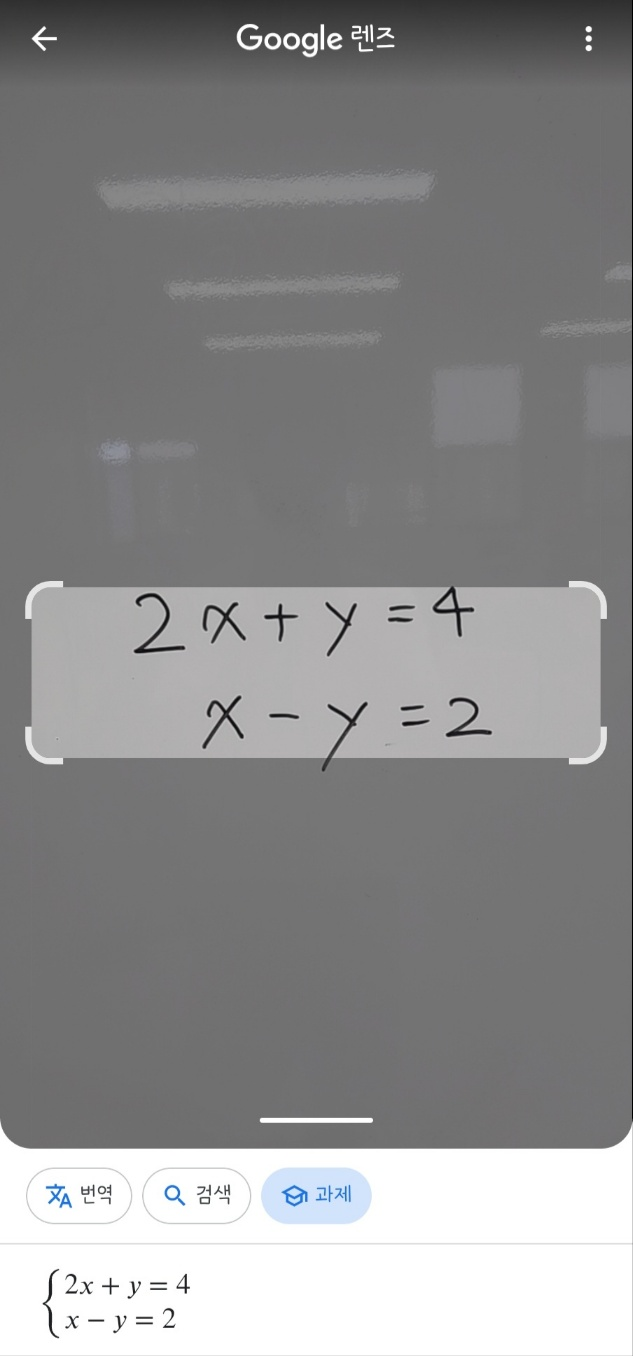 Google 렌즈
2x + y = 4
x - y = 2
번역 검색 과제
2x + y = 4
x − y = 2